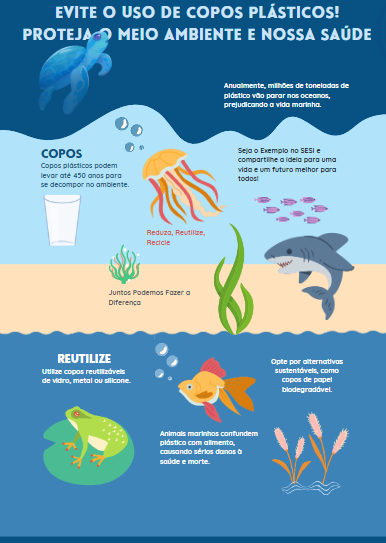 EVITE O USO DE COPOS PLÁSTICOS!
PROTEJA O MEIO AMBIENTE E NOSSA SAÚDE
Anualmente, milhões de toneladas de
plástico vão parar nos oceanos,
prejudicando a vida marinha.
COPOS
Copos plásticos podem
levar até 450 anos para
se decompor no ambiente.
Seja o Exemplo no SESI e
compartilhe a ideia para uma
vida e um futuro melhor para
todos!
Reduza, Reutilize,
Recicle
Juntos Podemos Fazer a
Diferença
REUTILIZE
Utilize copos reutilizáveis
de vidro, metal ou silicone.
Opte por alternativas
sustentáveis, como
copos de papel
biodegradável.
Animais marinhos confundem
plástico com alimento,
causando sérios danos à
saúde e morte.